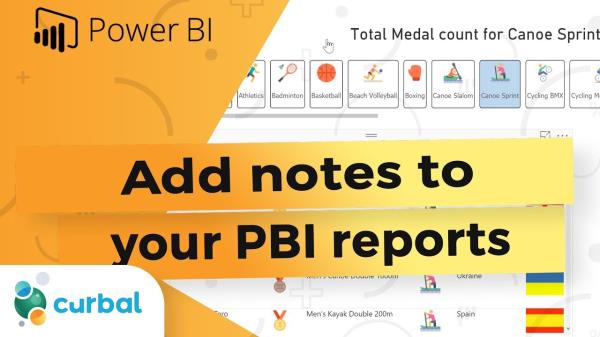 Power BI
Total Medal count for Canoe Sprint
Athletics
Badminton
Basketball
Beach Volleyball
Boxing
Canoe Slalom
Canoe Sprint
Cycling BMX
Add notes to
your PBI reports
Ukraine
Men's Kayak Double 200m
Spain
curbal